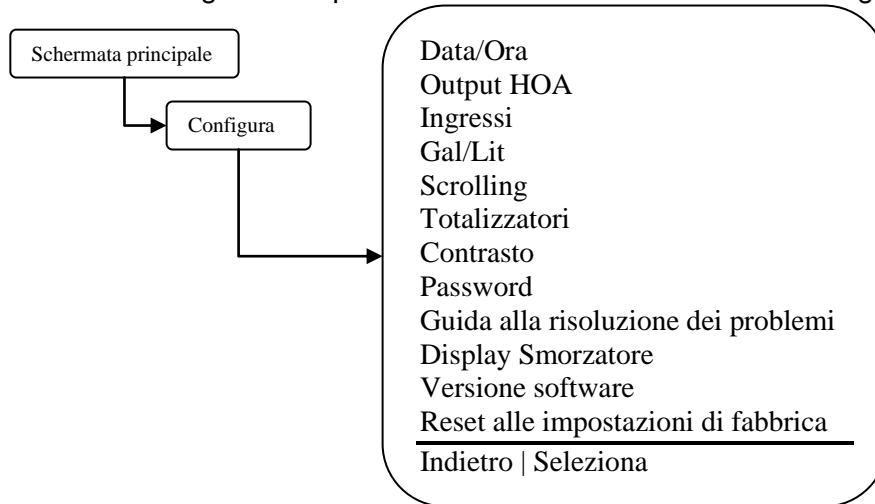 Schermata principale
Configura
Data/Ora
Output HOA
Ingressi
Gal/Lit
Scrolling
Totalizzatori
Contrasto
Password
Guida alla risoluzione dei problemi
Display Smorzatore
Versione software
Reset alle impostazioni di fabbrica
Indietro | Seleziona